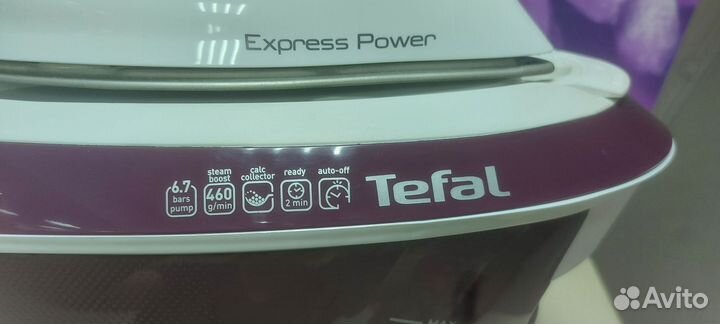 Express Power
6.7 bars pump
steam boost 460 g/min
calc collector
ready 2 min
auto-off
Tefal
MAX
Avito